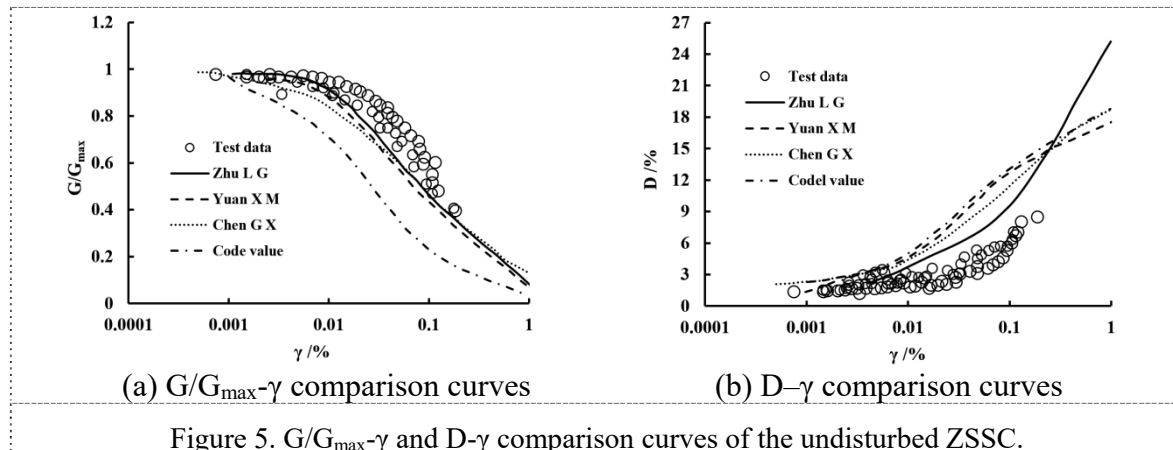 1.2
1
0.8
0.6
0.4
0.2
0
G/Gmax
Test data
Zhu L G
Yuan X M
Chen G X
Code value
0.0001 0.001 0.01 0.1 1
γ /%
(a) G/Gmax-γ comparison curves
27
24
21
18
15
12
9
6
3
0
D /%
Test data
Zhu L G
Yuan X M
Chen G X
Codel value
0.0001 0.001 0.01 0.1 1
γ /%
(b) D–γ comparison curves
Figure 5. G/Gmax-γ and D-γ comparison curves of the undisturbed ZSSC.